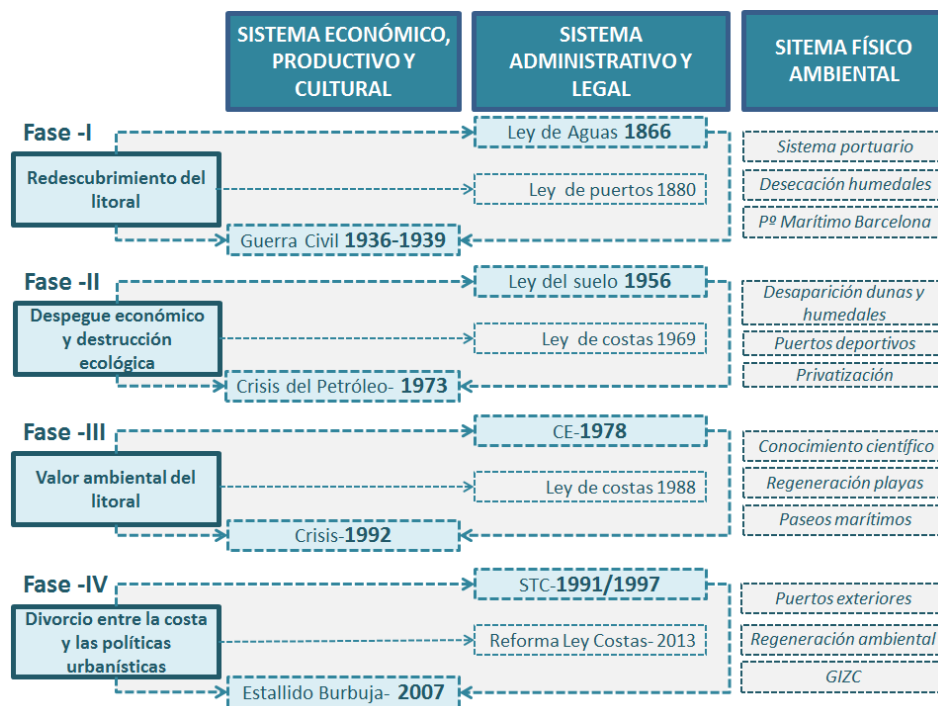 SISTEMA ECONÓMICO,
PRODUCTIVO Y
CULTURAL
SISTEMA
ADMINISTRATIVO Y
LEGAL
SITEMA FÍSICO
AMBIENTAL
Fase -I
Redescubrimiento del
litoral
Ley de Aguas 1866
Ley de puertos 1880
Guerra Civil 1936-1939
Sistema portuario
Desecación humedales
Pº Marítimo Barcelona
Fase -II
Despegue económico
y destrucción
ecológica
Ley del suelo 1956
Ley de costas 1969
Crisis del Petróleo- 1973
Desaparición dunas y
humedales
Puertos deportivos
Privatización
Fase -III
Valor ambiental del
litoral
CE-1978
Ley de costas 1988
Crisis-1992
Conocimiento científico
Regeneración playas
Paseos marítimos
Fase -IV
Divorcio entre la costa
y las políticas
urbanísticas
STC-1991/1997
Reforma Ley Costas- 2013
Estallido Burbuja- 2007
Puertos exteriores
Regeneración ambiental
GIZC